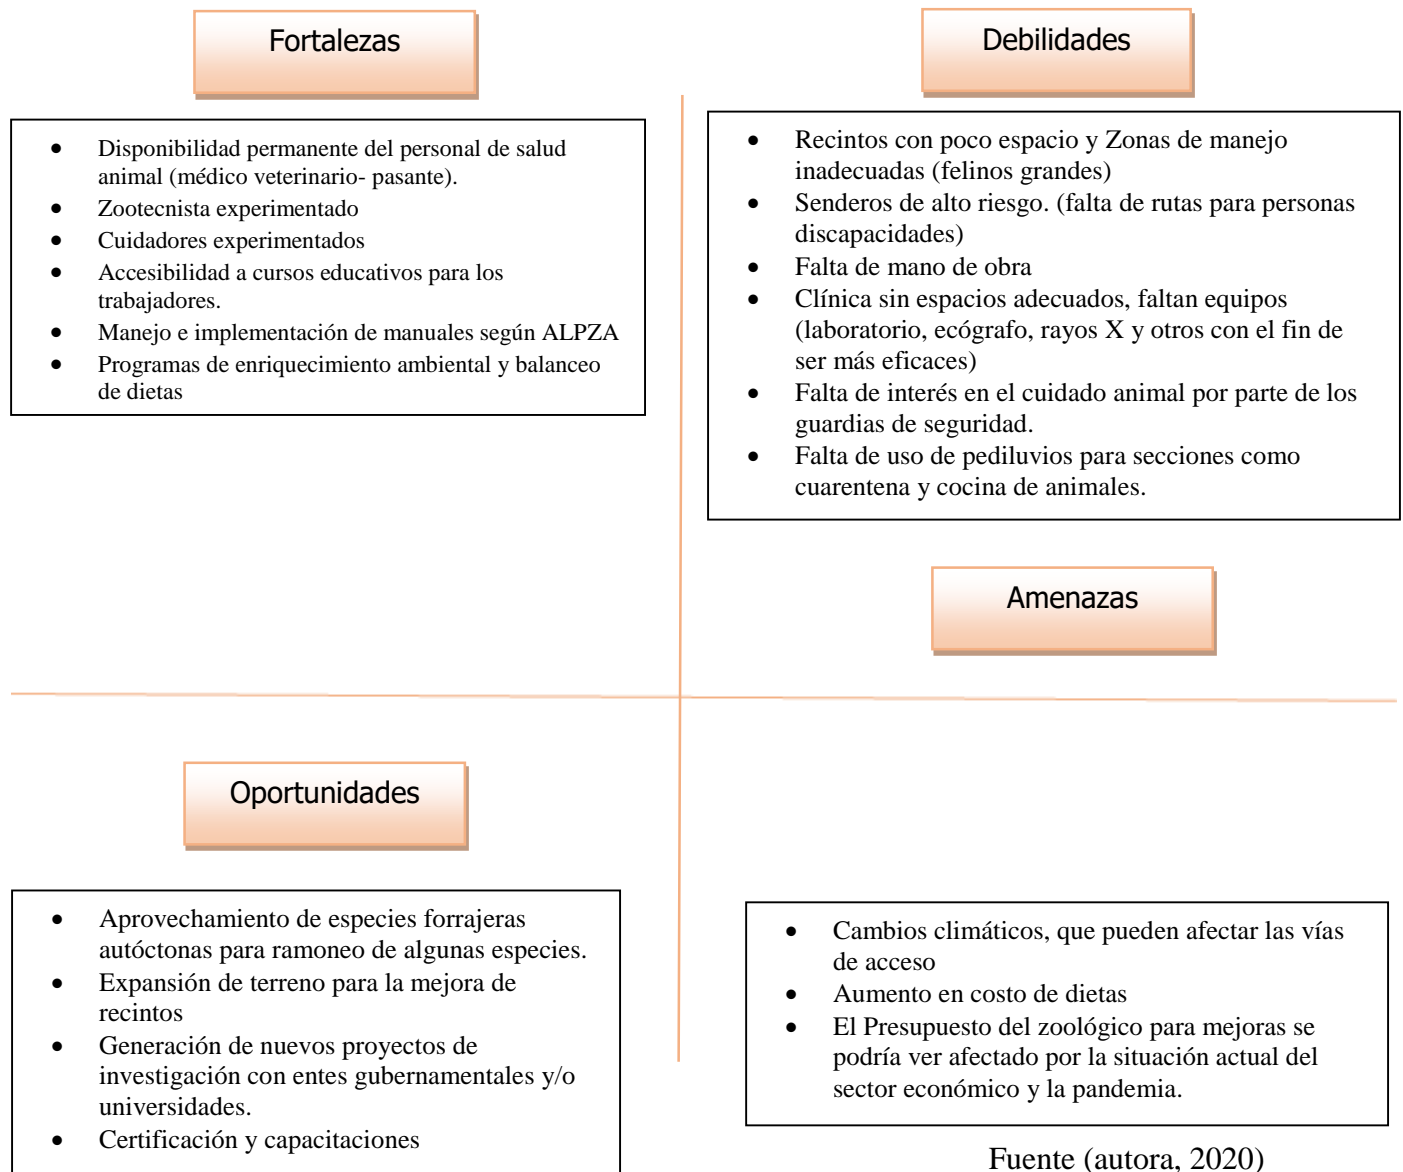 Fortalezas
• Disponibilidad permanente del personal de salud
animal (médico veterinario- pasante).
• Zootecnista experimentado
• Cuidadores experimentados
• Accesibilidad a cursos educativos para los
trabajadores.
• Manejo e implementación de manuales según ALPZA
• Programas de enriquecimiento ambiental y balanceo
de dietas
Debilidades
• Recintos con poco espacio y Zonas de manejo
inadecuadas (felinos grandes)
• Senderos de alto riesgo. (falta de rutas para personas
discapacidades)
• Falta de mano de obra
• Clínica sin espacios adecuados, faltan equipos
(laboratorio, ecógrafo, rayos X y otros con el fin de
ser más eficaces)
• Falta de interés en el cuidado animal por parte de los
guardias de seguridad.
• Falta de uso de pediluvios para secciones como
cuarentena y cocina de animales.
Oportunidades
• Aprovechamiento de especies forrajeras
autóctonas para ramoneo de algunas especies.
• Expansión de terreno para la mejora de
recintos
• Generación de nuevos proyectos de
investigación con entes gubernamentales y/o
universidades.
• Certificación y capacitaciones
Amenazas
• Cambios climáticos, que pueden afectar las vías
de acceso
• Aumento en costo de dietas
• El Presupuesto del zoológico para mejoras se
podría ver afectado por la situación actual del
sector económico y la pandemia.
Fuente (autora, 2020)